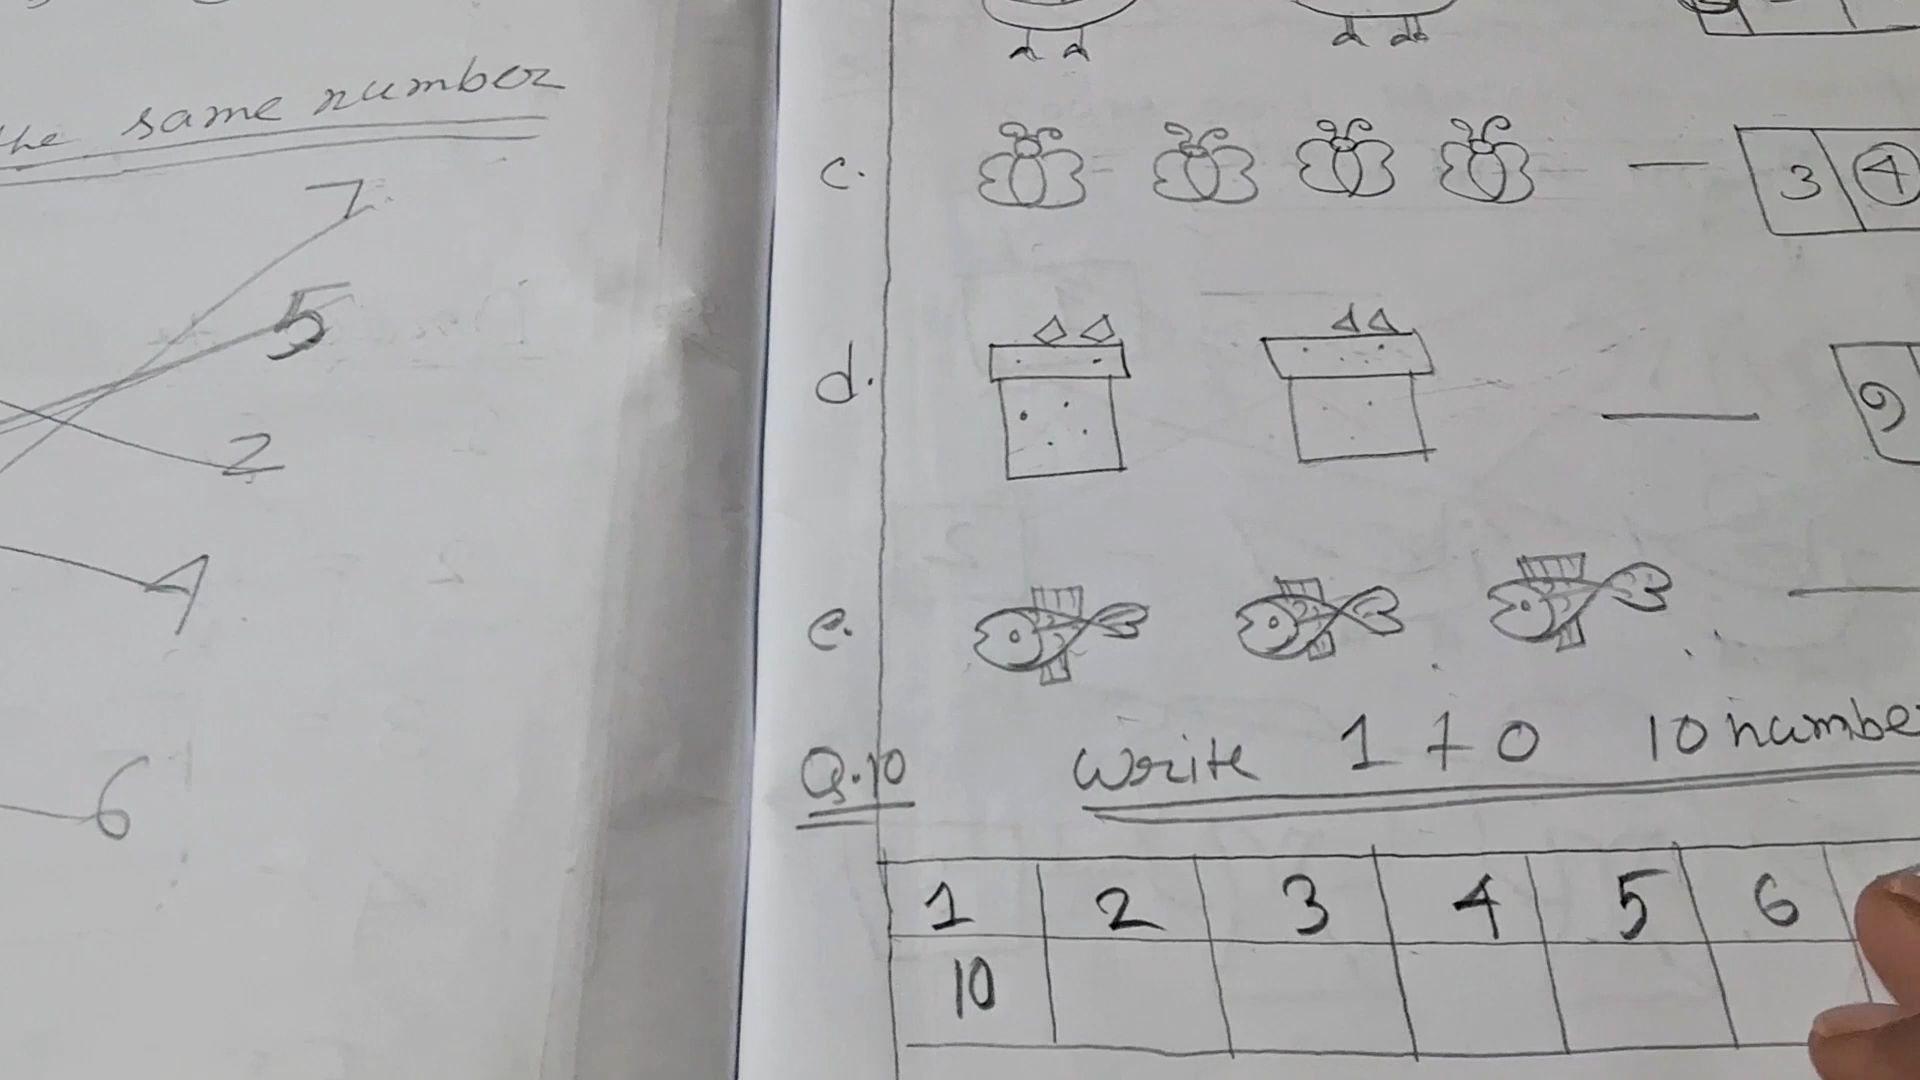 the same number
7
5
2
4
6
c. 3 4
d. 9
e.
Q.10 Write 1 to 10 number
1 2 3 4 5 6
10